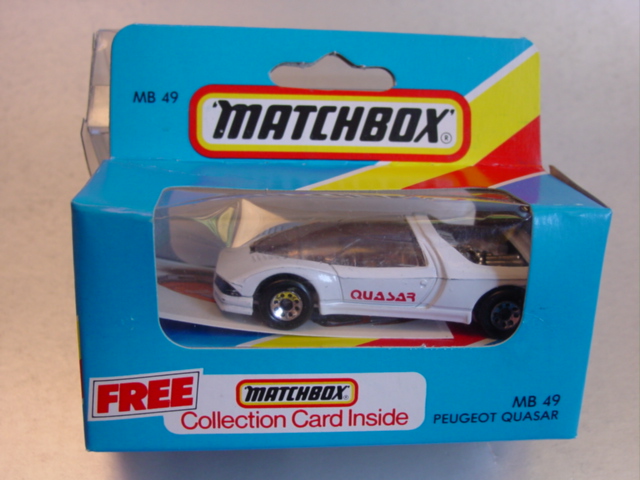 MB 49
MATCHBOX®
QUASAR
FREE
MATCHBOX
Collection Card Inside
MB 49
PEUGEOT QUASAR